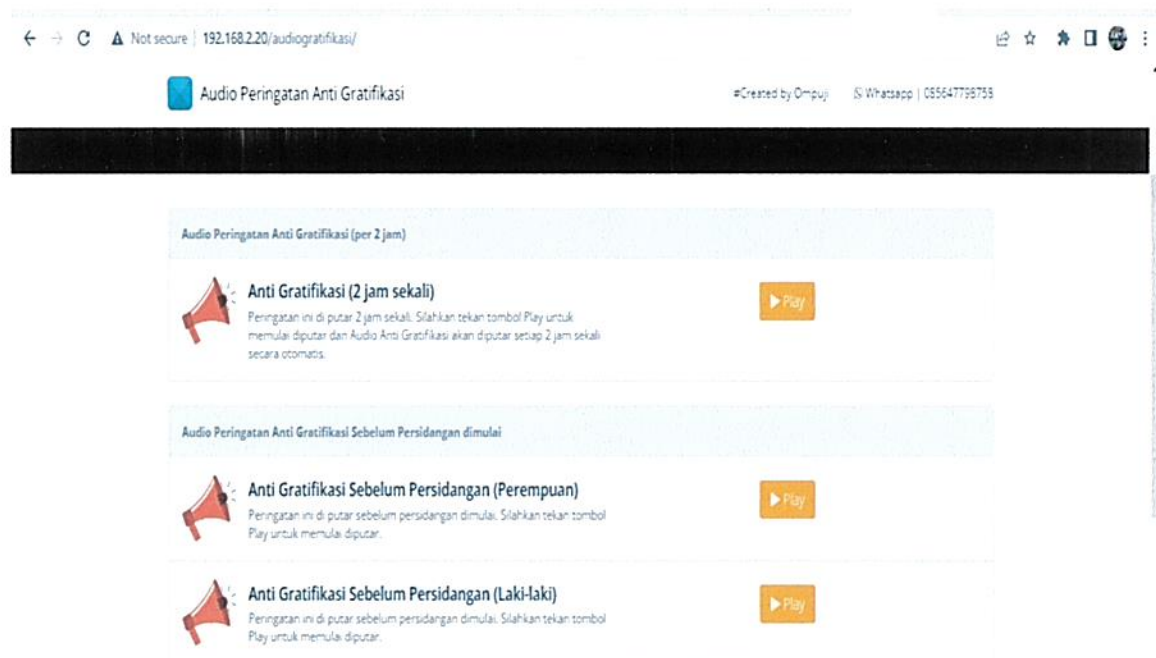 Not secure | 192.168.2.20/audiogratifikasi/
Audio Peringatan Anti Gratifikasi #Created by Ompuji Whatsapp | 085647798758
Audio Peringatan Anti Gratifikasi (per 2 jam)
Anti Gratifikasi (2 jam sekali)
Play
Peringatan ini di putar 2 jam sekali. Silahkan tekan tombol Play untuk
memulai diputar dan Audio Anti Gratifikasi akan diputar setiap 2 jam sekali
secara otomatis.
Audio Peringatan Anti Gratifikasi Sebelum Persidangan dimulai
Anti Gratifikasi Sebelum Persidangan (Perempuan)
Play
Peringatan ini di putar sebelum persidangan dimulai. Silahkan tekan tombol
Play untuk memulai diputar.
Anti Gratifikasi Sebelum Persidangan (Laki-laki)
Play
Peringatan ini di putar sebelum persidangan dimulai. Silahkan tekan tombol
Play untuk memulai diputar.